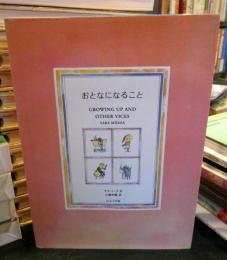 おとなになること
GROWING UP AND
OTHER VICES
SARA MIDDA